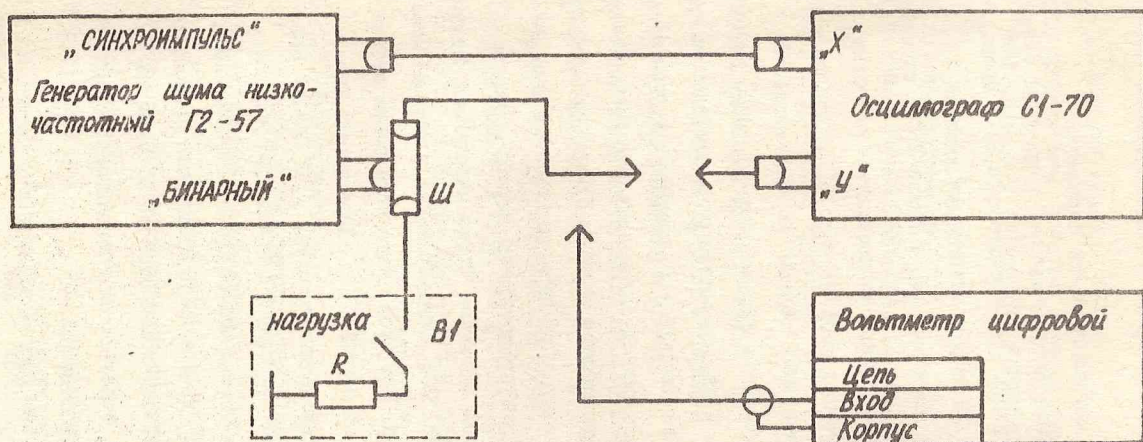 „СИНХРОИМПУЛЬС“
Генератор шума низко-
частотный Г2-57
„БИНАРНЫЙ“
Ш
„X“
Осциллограф С1-70
„У“
нагрузка
В1
R
Вольтметр цифровой
Цепь
Вход
Корпус